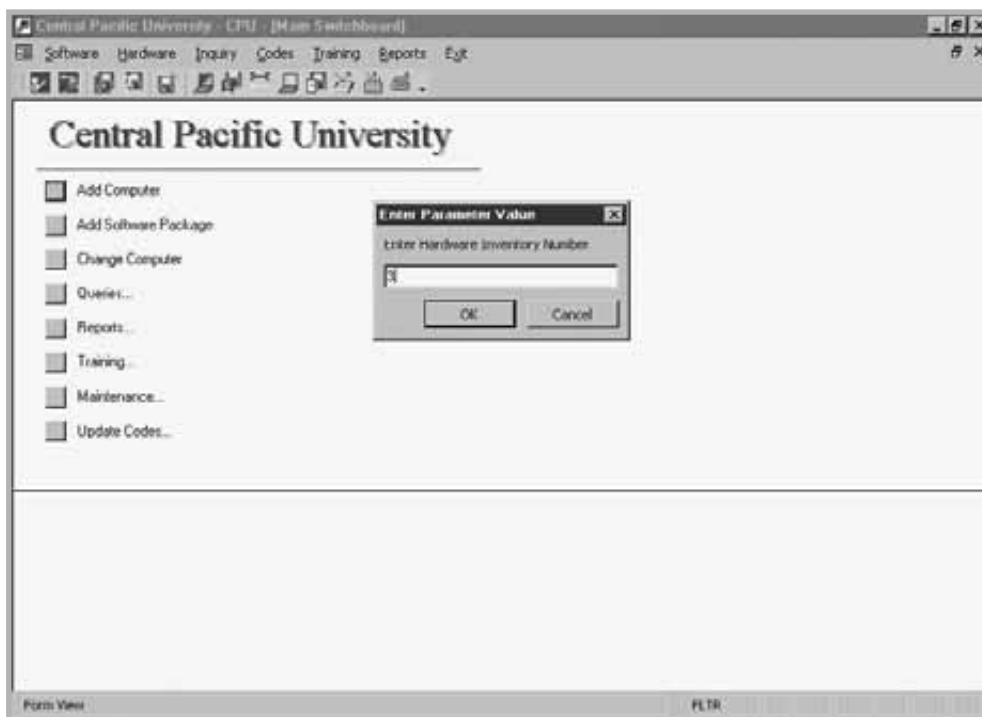 Central Pacific University - CPU - [Main Switchboard]
Software Hardware Inquiry Codes Training Reports Exit
Central Pacific University
Add Computer
Add Software Package
Change Computer
Queries...
Reports...
Training...
Maintenance...
Update Codes...
Enter Parameter Value
Enter Hardware Inventory Number
3
OK Cancel
Form View FLTR